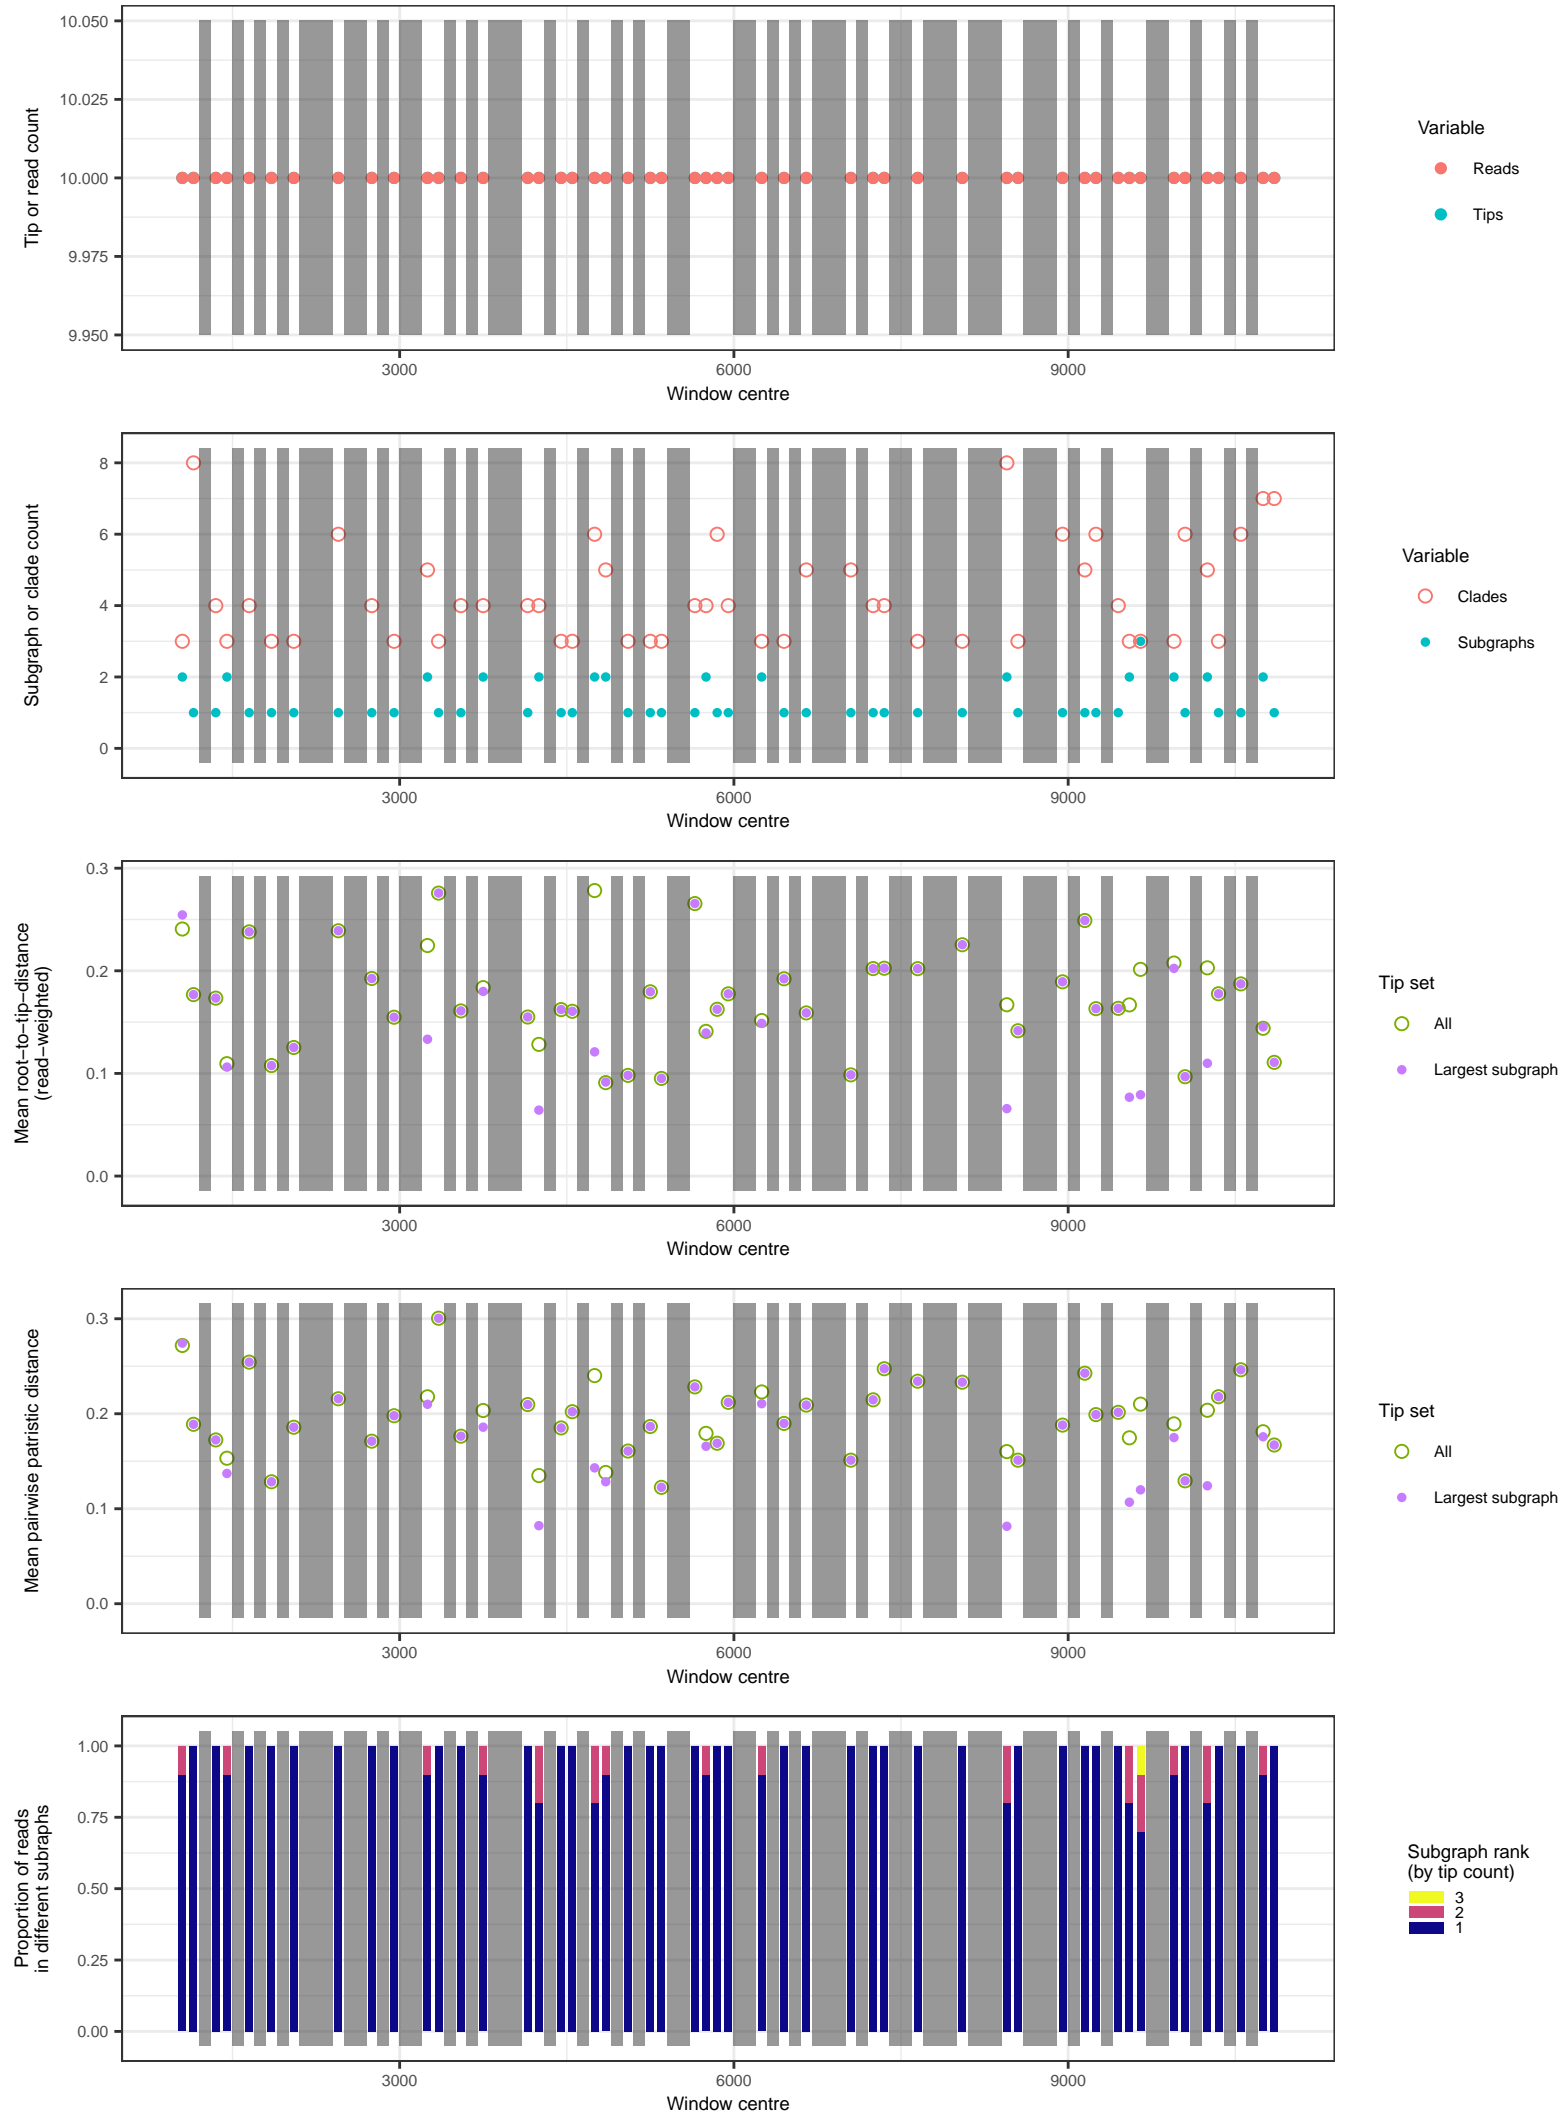 10.050
10.025
10.000
9.975
9.950
Tip or read count
3000
6000
9000
Window centre
Variable
Reads
Tips
8
6
4
2
0
Subgraph or clade count
3000
6000
9000
Window centre
Variable
Clades
Subgraphs
0.3
0.2
0.1
0.0
Mean root−to−tip−distance
(read−weighted)
3000
6000
9000
Window centre
Tip set
All
Largest subgraph
0.3
0.2
0.1
0.0
Mean pairwise patristic distance
3000
6000
9000
Window centre
Tip set
All
Largest subgraph
1.00
0.75
0.50
0.25
0.00
Proportion of reads
in different subraphs
3000
6000
9000
Window centre
Subgraph rank
(by tip count)
3
2
1